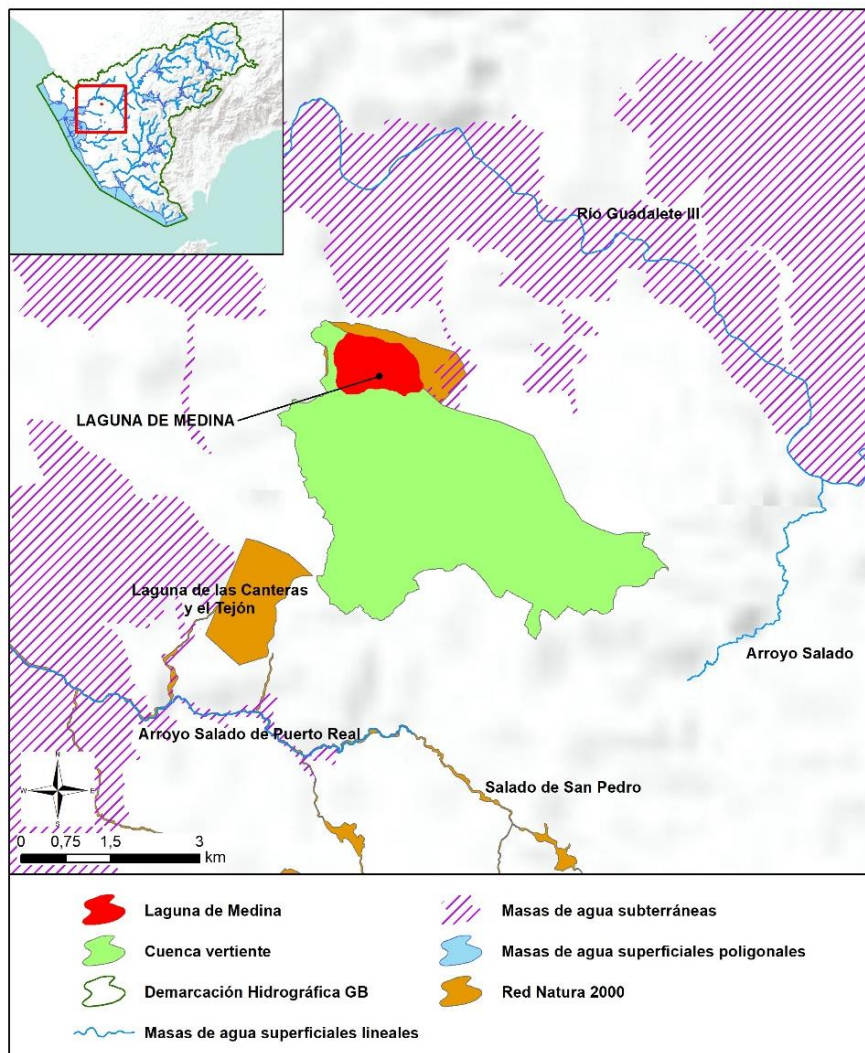 Río Guadalete III
LAGUNA DE MEDINA
Laguna de las Canteras
y el Tejón
Arroyo Salado
Arroyo Salado de Puerto Real
Salado de San Pedro
N
W E
S
0 0,75 1,5 3
km
Laguna de Medina
Cuenca vertiente
Demarcación Hidrográfica GB
Masas de agua superficiales lineales
Masas de agua subterráneas
Masas de agua superficiales poligonales
Red Natura 2000